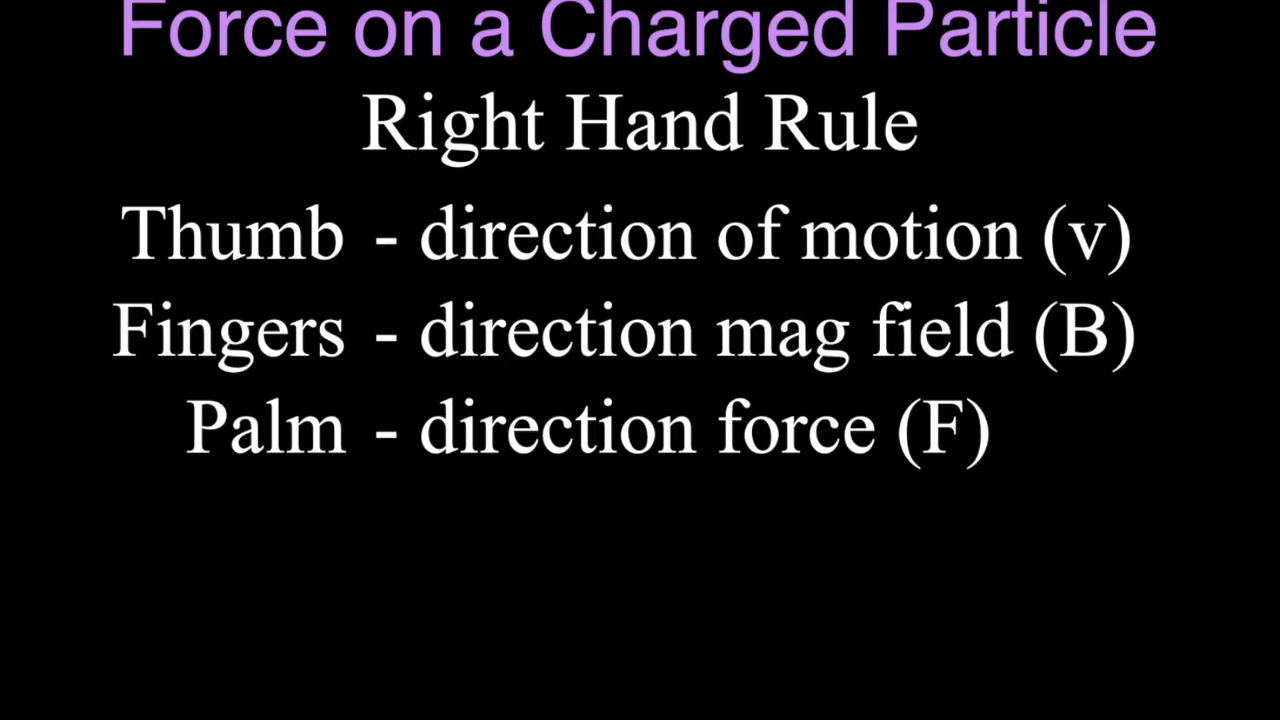 Force on a Charged Particle
Right Hand Rule
Thumb - direction of motion (v)
Fingers - direction mag field (B)
Palm - direction force (F)